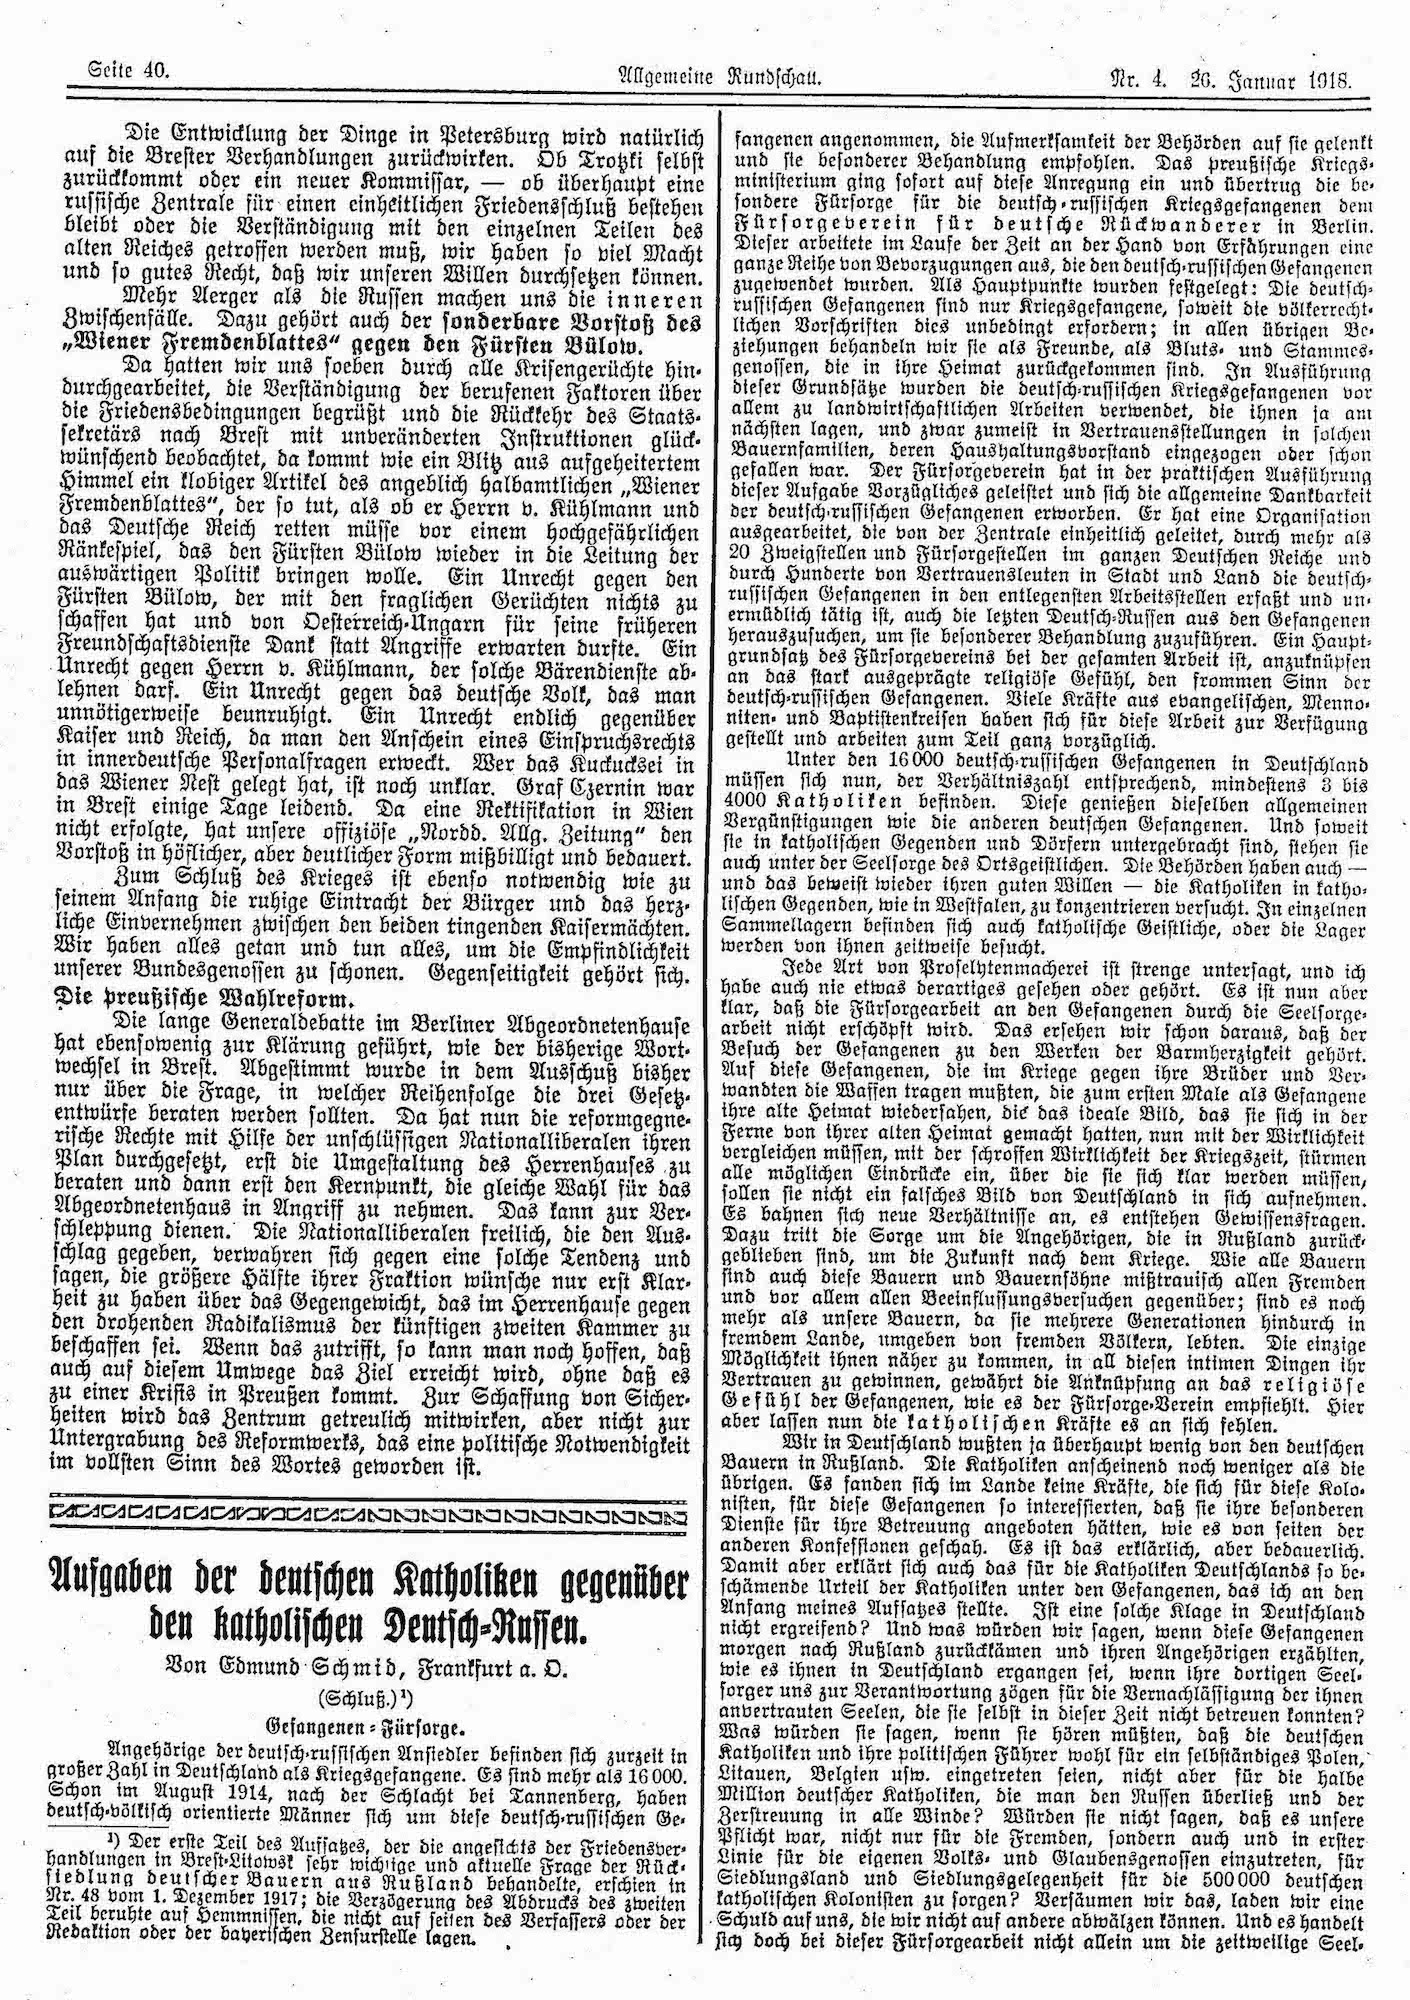 Seite 40.
Allgemeine Rundschau.
Nr. 4. 26. Januar 1918.
Die Entwicklung der Dinge in Petersburg wird natürlich
auf die Brester Verhandlungen zurückwirken. Ob Trotzki selbst
zurückkommt oder ein neuer Kommissar, — ob überhaupt eine
russische Zentrale für einen einheitlichen Friedensschluß bestehen
bleibt oder die Verständigung mit den einzelnen Teilen des
alten Reiches getroffen werden muß, wir haben so viel Macht
und so gutes Recht, daß wir unseren Willen durchsetzen können.
Mehr Aerger als die Russen machen uns die inneren
Zwischenfälle. Dazu gehört auch der sonderbare Vorstoß des
„Wiener Fremdenblattes“ gegen den Fürsten Bülow.
Da hatten wir uns soeben durch alle Krisengerüchte hin-
durchgearbeitet, die Verständigung der berufenen Faktoren über
die Friedensbedingungen begrüßt und die Rückkehr des Staats-
sekretärs nach Brest mit unveränderten Instruktionen glück-
wünschend beobachtet, da kommt wie ein Blitz aus aufgeheitertem
Himmel ein klobiger Artikel des angeblich halbamtlichen „Wiener
Fremdenblattes“, der so tut, als ob er Herrn v. Kühlmann und
das Deutsche Reich retten müsse vor einem hochgefährlichen
Ränkespiel, das den Fürsten Bülow wieder in die Leitung der
auswärtigen Politik bringen wolle. Ein Unrecht gegen den
Fürsten Bülow, der mit den fraglichen Gerüchten nichts zu
schaffen hat und von Oesterreich-Ungarn für seine früheren
Freundschaftsdienste Dank statt Angriffe erwarten durfte. Ein
Unrecht gegen Herrn v. Kühlmann, der solche Bärendienste ab-
lehnen darf. Ein Unrecht gegen das deutsche Volk, das man
unnötigerweise beunruhigt. Ein Unrecht endlich gegenüber
Kaiser und Reich, da man den Anschein eines Einspruchsrechts
in innerdeutsche Personalfragen erweckt. Wer das Kuckucksei in
das Wiener Nest gelegt hat, ist noch unklar. Graf Czernin war
in Brest einige Tage leidend. Da eine Rektifikation in Wien
nicht erfolgte, hat unsere offiziöse „Nordd. Allg. Zeitung“ den
Vorstoß in höflicher, aber deutlicher Form mißbilligt und bedauert.
Zum Schluß des Krieges ist ebenso notwendig wie zu
seinem Anfang die ruhige Eintracht der Bürger und das herz-
liche Einvernehmen zwischen den beiden ringenden Kaisermächten.
Wir haben alles getan und tun alles, um die Empfindlichkeit
unserer Bundesgenossen zu schonen. Gegenseitigkeit gehört sich.
Die preußische Wahlreform.
Die lange Generaldebatte im Berliner Abgeordnetenhause
hat ebensowenig zur Klärung geführt, wie der bisherige Wort-
wechsel in Brest. Abgestimmt wurde in dem Ausschuß bisher
nur über die Frage, in welcher Reihenfolge die drei Gesetz-
entwürfe beraten werden sollten. Da hat nun die reformgegne-
rische Rechte mit Hilfe der unschlüssigen Nationalliberalen ihren
Plan durchgesetzt, erst die Umgestaltung des Herrenhauses zu
beraten und dann erst den Kernpunkt, die gleiche Wahl für das
Abgeordnetenhaus in Angriff zu nehmen. Das kann zur Ver-
schleppung dienen. Die Nationalliberalen freilich, die den Aus-
schlag gegeben, verwahren sich gegen eine solche Tendenz und
sagen, die größere Hälfte ihrer Fraktion wünsche nur erst Klar-
heit zu haben über das Gegengewicht, das im Herrenhause gegen
den drohenden Radikalismus der künftigen zweiten Kammer zu
beschaffen sei. Wenn das zutrifft, so kann man noch hoffen, daß
auch auf diesem Umwege das Ziel erreicht wird, ohne daß es
zu einer Krisis in Preußen kommt. Zur Schaffung von Sicher-
heiten wird das Zentrum getreulich mitwirken, aber nicht zur
Untergrabung des Reformwerks, das eine politische Notwendigkeit
im vollsten Sinn des Wortes geworden ist.
Aufgaben der deutschen Katholiken gegenüber
den katholischen Deutsch-Russen.
Von Edmund Schmid, Frankfurt a. O.
(Schluß.)¹)
Gefangenen-Fürsorge.
Angehörige der deutsch-russischen Ansiedler befinden sich zurzeit in
großer Zahl in Deutschland als Kriegsgefangene. Es sind mehr als 16000.
Schon im August 1914, nach der Schlacht bei Tannenberg, haben
deutsch-völkisch orientierte Männer sich um diese deutsch-russischen Ge-
¹) Der erste Teil des Aufsatzes, der die angesichts der Friedensver-
handlungen in Brest-Litowsk sehr wichtige und aktuelle Frage der Rück-
siedlung deutscher Bauern aus Rußland behandelte, erschien in
Nr. 48 vom 1. Dezember 1917; die Verzögerung des Abdrucks des zweiten
Teil beruhte auf Hemmnissen, die nicht auf seiten des Verfassers oder der
Redaktion oder der bayerischen Zensurstelle lagen.
fangenen angenommen, die Aufmerksamkeit der Behörden auf sie gelenkt
und sie besonderer Behandlung empfohlen. Das preußische Kriegs-
ministerium ging sofort auf diese Anregung ein und übertrug die be-
sondere Fürsorge für die deutsch-russischen Kriegsgefangenen dem
Fürsorgeverein für deutsche Rückwanderer in Berlin.
Dieser arbeitete im Laufe der Zeit an der Hand von Erfahrungen eine
ganze Reihe von Bevorzugungen aus, die den deutsch-russischen Gefangenen
zugewendet wurden. Als Hauptpunkte wurden festgelegt: Die deutsch-
russischen Gefangenen sind nur Kriegsgefangene, soweit die völkerrecht-
lichen Vorschriften dies unbedingt erfordern; in allen übrigen Be-
ziehungen behandeln wir sie als Freunde, als Bluts- und Stammes-
genossen, die in ihre Heimat zurückgekommen sind. In Ausführung
dieser Grundsätze wurden die deutsch-russischen Kriegsgefangenen vor
allem zu landwirtschaftlichen Arbeiten verwendet, die ihnen ja am
nächsten lagen, und zwar zumeist in Vertrauensstellungen in solchen
Bauernfamilien, deren Haushaltungsvorstand eingezogen oder schon
gefallen war. Der Fürsorgeverein hat in der praktischen Ausführung
dieser Aufgabe Vorzügliches geleistet und sich die allgemeine Dankbarkeit
der deutsch-russischen Gefangenen erworben. Er hat eine Organisation
ausgearbeitet, die von der Zentrale einheitlich geleitet, durch mehr als
20 Zweigstellen und Fürsorgestellen im ganzen Deutschen Reiche und
durch Hunderte von Vertrauensleuten in Stadt und Land die deutsch-
russischen Gefangenen in den entlegensten Arbeitsstellen erfaßt und un-
ermüdlich tätig ist, auch die letzten Deutsch-Russen aus den Gefangenen
herauszusuchen, um sie besonderer Behandlung zuzuführen. Ein Haupt-
grundsatz des Fürsorgevereins bei der gesamten Arbeit ist, anzuknüpfen
an das stark ausgeprägte religiöse Gefühl, den frommen Sinn der
deutsch-russischen Gefangenen. Viele Kräfte aus evangelischen, Menno-
niten- und Baptistenkreisen haben sich für diese Arbeit zur Verfügung
gestellt und arbeiten zum Teil ganz vorzüglich.
Unter den 16000 deutsch-russischen Gefangenen in Deutschland
müssen sich nun, der Verhältniszahl entsprechend, mindestens 3 bis
4000 Katholiken befinden. Diese genießen dieselben allgemeinen
Vergünstigungen wie die anderen deutschen Gefangenen. Und soweit
sie in katholischen Gegenden und Dörfern untergebracht sind, stehen sie
auch unter der Seelsorge des Ortsgeistlichen. Die Behörden haben auch —
und das beweist wieder ihren guten Willen — die Katholiken in katho-
lischen Gegenden, wie in Westfalen, zu konzentrieren versucht. In einzelnen
Sammellagern befinden sich auch katholische Geistliche, oder die Lager
werden von ihnen zeitweise besucht.
Jede Art von Proselytenmacherei ist strenge untersagt, und ich
habe auch nie etwas derartiges gesehen oder gehört. Es ist nun aber
klar, daß die Fürsorgearbeit an den Gefangenen durch die Seelsorge-
arbeit nicht erschöpft wird. Das ersehen wir schon daraus, daß der
Besuch der Gefangenen zu den Werken der Barmherzigkeit gehört.
Auf diese Gefangenen, die im Kriege gegen ihre Brüder und Ver-
wandten die Waffen tragen mußten, die zum ersten Male als Gefangene
ihre alte Heimat wiedersahen, die das ideale Bild, das sie sich in der
Ferne von ihrer alten Heimat gemacht hatten, nun mit der Wirklichkeit
vergleichen müssen, mit der schroffen Wirklichkeit der Kriegszeit, stürmen
alle möglichen Eindrücke ein, über die sie sich klar werden müssen,
sollen sie nicht ein falsches Bild von Deutschland in sich aufnehmen.
Es bahnen sich neue Verhältnisse an, es entstehen Gewissensfragen.
Dazu tritt die Sorge um die Angehörigen, die in Rußland zurück-
geblieben sind, um die Zukunft nach dem Kriege. Wie alle Bauern
sind auch diese Bauern und Bauernsöhne mißtrauisch allen Fremden
und vor allem allen Beeinflussungsversuchen gegenüber; sind es noch
mehr als unsere Bauern, da sie mehrere Generationen hindurch in
fremdem Lande, umgeben von fremden Völkern, lebten. Die einzige
Möglichkeit ihnen näher zu kommen, in all diesen intimen Dingen ihr
Vertrauen zu gewinnen, gewährt die Anknüpfung an das religiöse
Gefühl der Gefangenen, wie es der Fürsorge-Verein empfiehlt. Hier
aber lassen nun die katholischen Kräfte es an sich fehlen.
Wir in Deutschland wußten ja überhaupt wenig von den deutschen
Bauern in Rußland. Die Katholiken anscheinend noch weniger als die
übrigen. Es fanden sich im Lande keine Kräfte, die sich für diese Kolo-
nisten, für diese Gefangenen so interessierten, daß sie ihre besonderen
Dienste für ihre Betreuung angeboten hätten, wie es von seiten der
anderen Konfessionen geschah. Es ist das erklärlich, aber bedauerlich.
Damit aber erklärt sich auch das für die Katholiken Deutschlands so be-
schämende Urteil der Katholiken unter den Gefangenen, das ich an den
Anfang meines Aufsatzes stellte. Ist eine solche Klage in Deutschland
nicht ergreifend? Und was würden wir sagen, wenn diese Gefangenen
morgen nach Rußland zurückkämen und ihren Angehörigen erzählten,
wie es ihnen in Deutschland ergangen sei, wenn ihre dortigen Seel-
sorger uns zur Verantwortung zögen für die Vernachlässigung der ihnen
anvertrauten Seelen, die sie selbst in dieser Zeit nicht betreuen konnten?
Was würden sie sagen, wenn sie hören müßten, daß die deutschen
Katholiken und ihre politischen Führer wohl für ein selbständiges Polen,
Litauen, Belgien usw. eingetreten seien, nicht aber für die halbe
Million deutscher Katholiken, die man den Russen überließ und der
Zerstreuung in alle Winde? Würden sie nicht sagen, daß es unsere
Pflicht war, nicht nur für die Fremden, sondern auch und in erster
Linie für die eigenen Volks- und Glaubensgenossen einzutreten, für
Siedlungsland und Siedlungsgelegenheit für die 500000 deutschen
katholischen Kolonisten zu sorgen? Versäumen wir das, laden wir eine
Schuld auf uns, die wir nicht auf andere abwälzen können. Und es handelt
sich doch bei dieser Fürsorgearbeit nicht allein um die zeitweilige Seel-